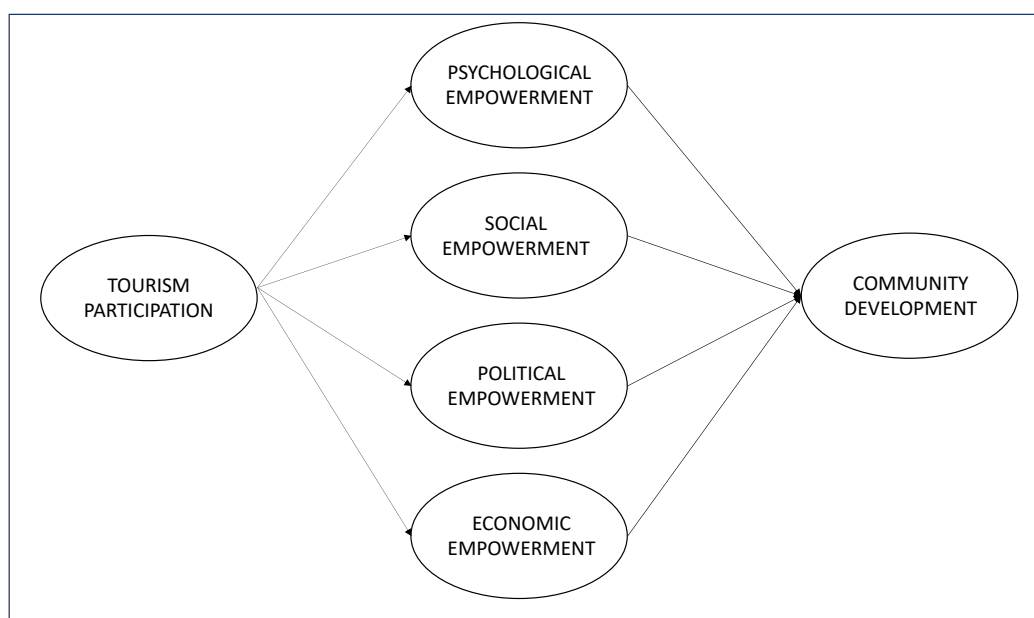 PSYCHOLOGICAL
EMPOWERMENT
SOCIAL
EMPOWERMENT
TOURISM
PARTICIPATION
COMMUNITY
DEVELOPMENT
POLITICAL
EMPOWERMENT
ECONOMIC
EMPOWERMENT